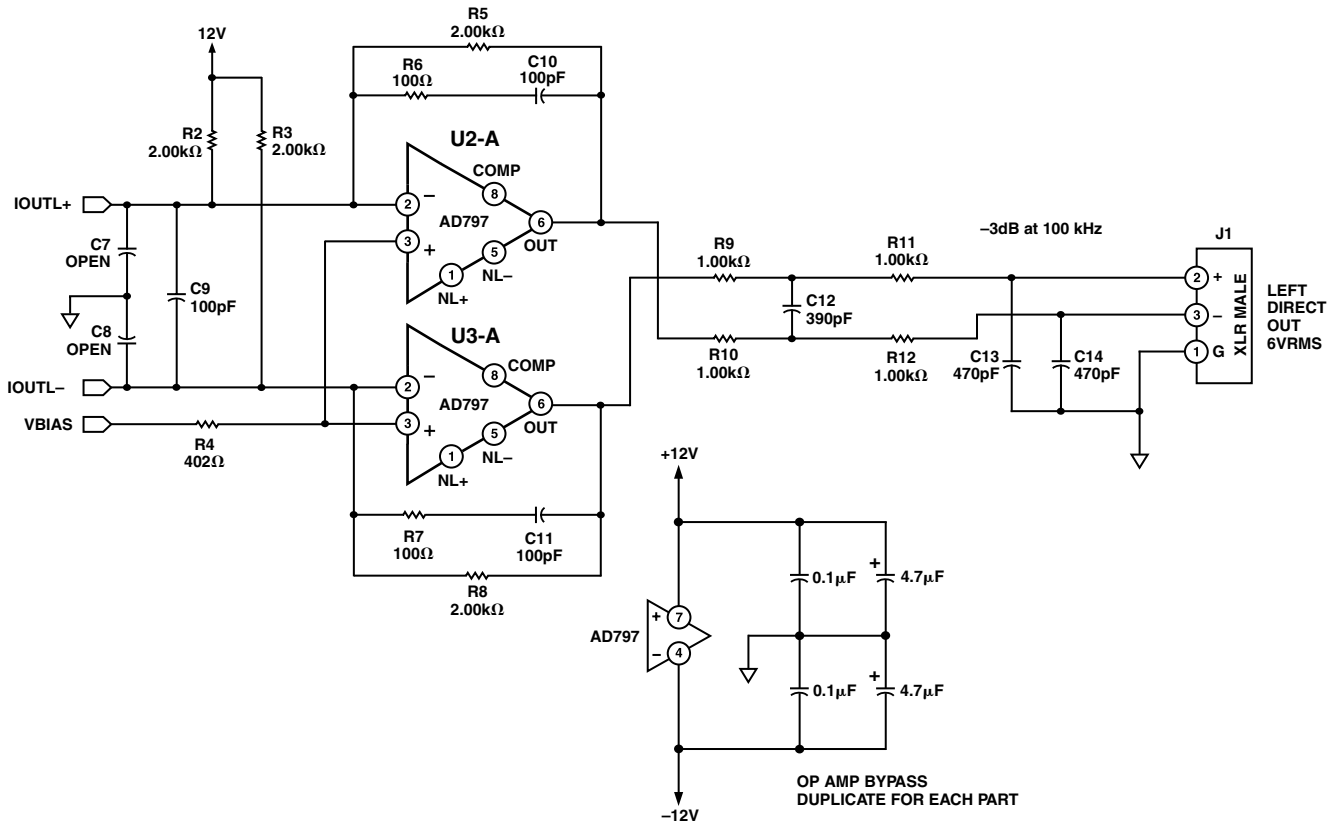 R5
2.00kΩ
12V
R6
100Ω
C10
100pF
R2
2.00kΩ
R3
2.00kΩ
U2-A
COMP
8
IOUTL+
2
–
AD797
6
OUT
3
+
5
NL–
1
NL+
C7
OPEN
C9
100pF
C8
OPEN
U3-A
COMP
8
IOUTL–
2
–
AD797
6
OUT
VBIAS
3
+
5
NL–
1
NL+
R4
402Ω
R7
100Ω
C11
100pF
R8
2.00kΩ
R9
1.00kΩ
R11
1.00kΩ
–3dB at 100 kHz
J1
C12
390pF
R10
1.00kΩ
R12
1.00kΩ
C13
470pF
C14
470pF
2 +
3 –
1 G
XLR MALE
LEFT
DIRECT
OUT
6VRMS
+12V
0.1μF
+
4.7μF
AD797
+ 7
– 4
0.1μF
+
4.7μF
–12V
OP AMP BYPASS
DUPLICATE FOR EACH PART